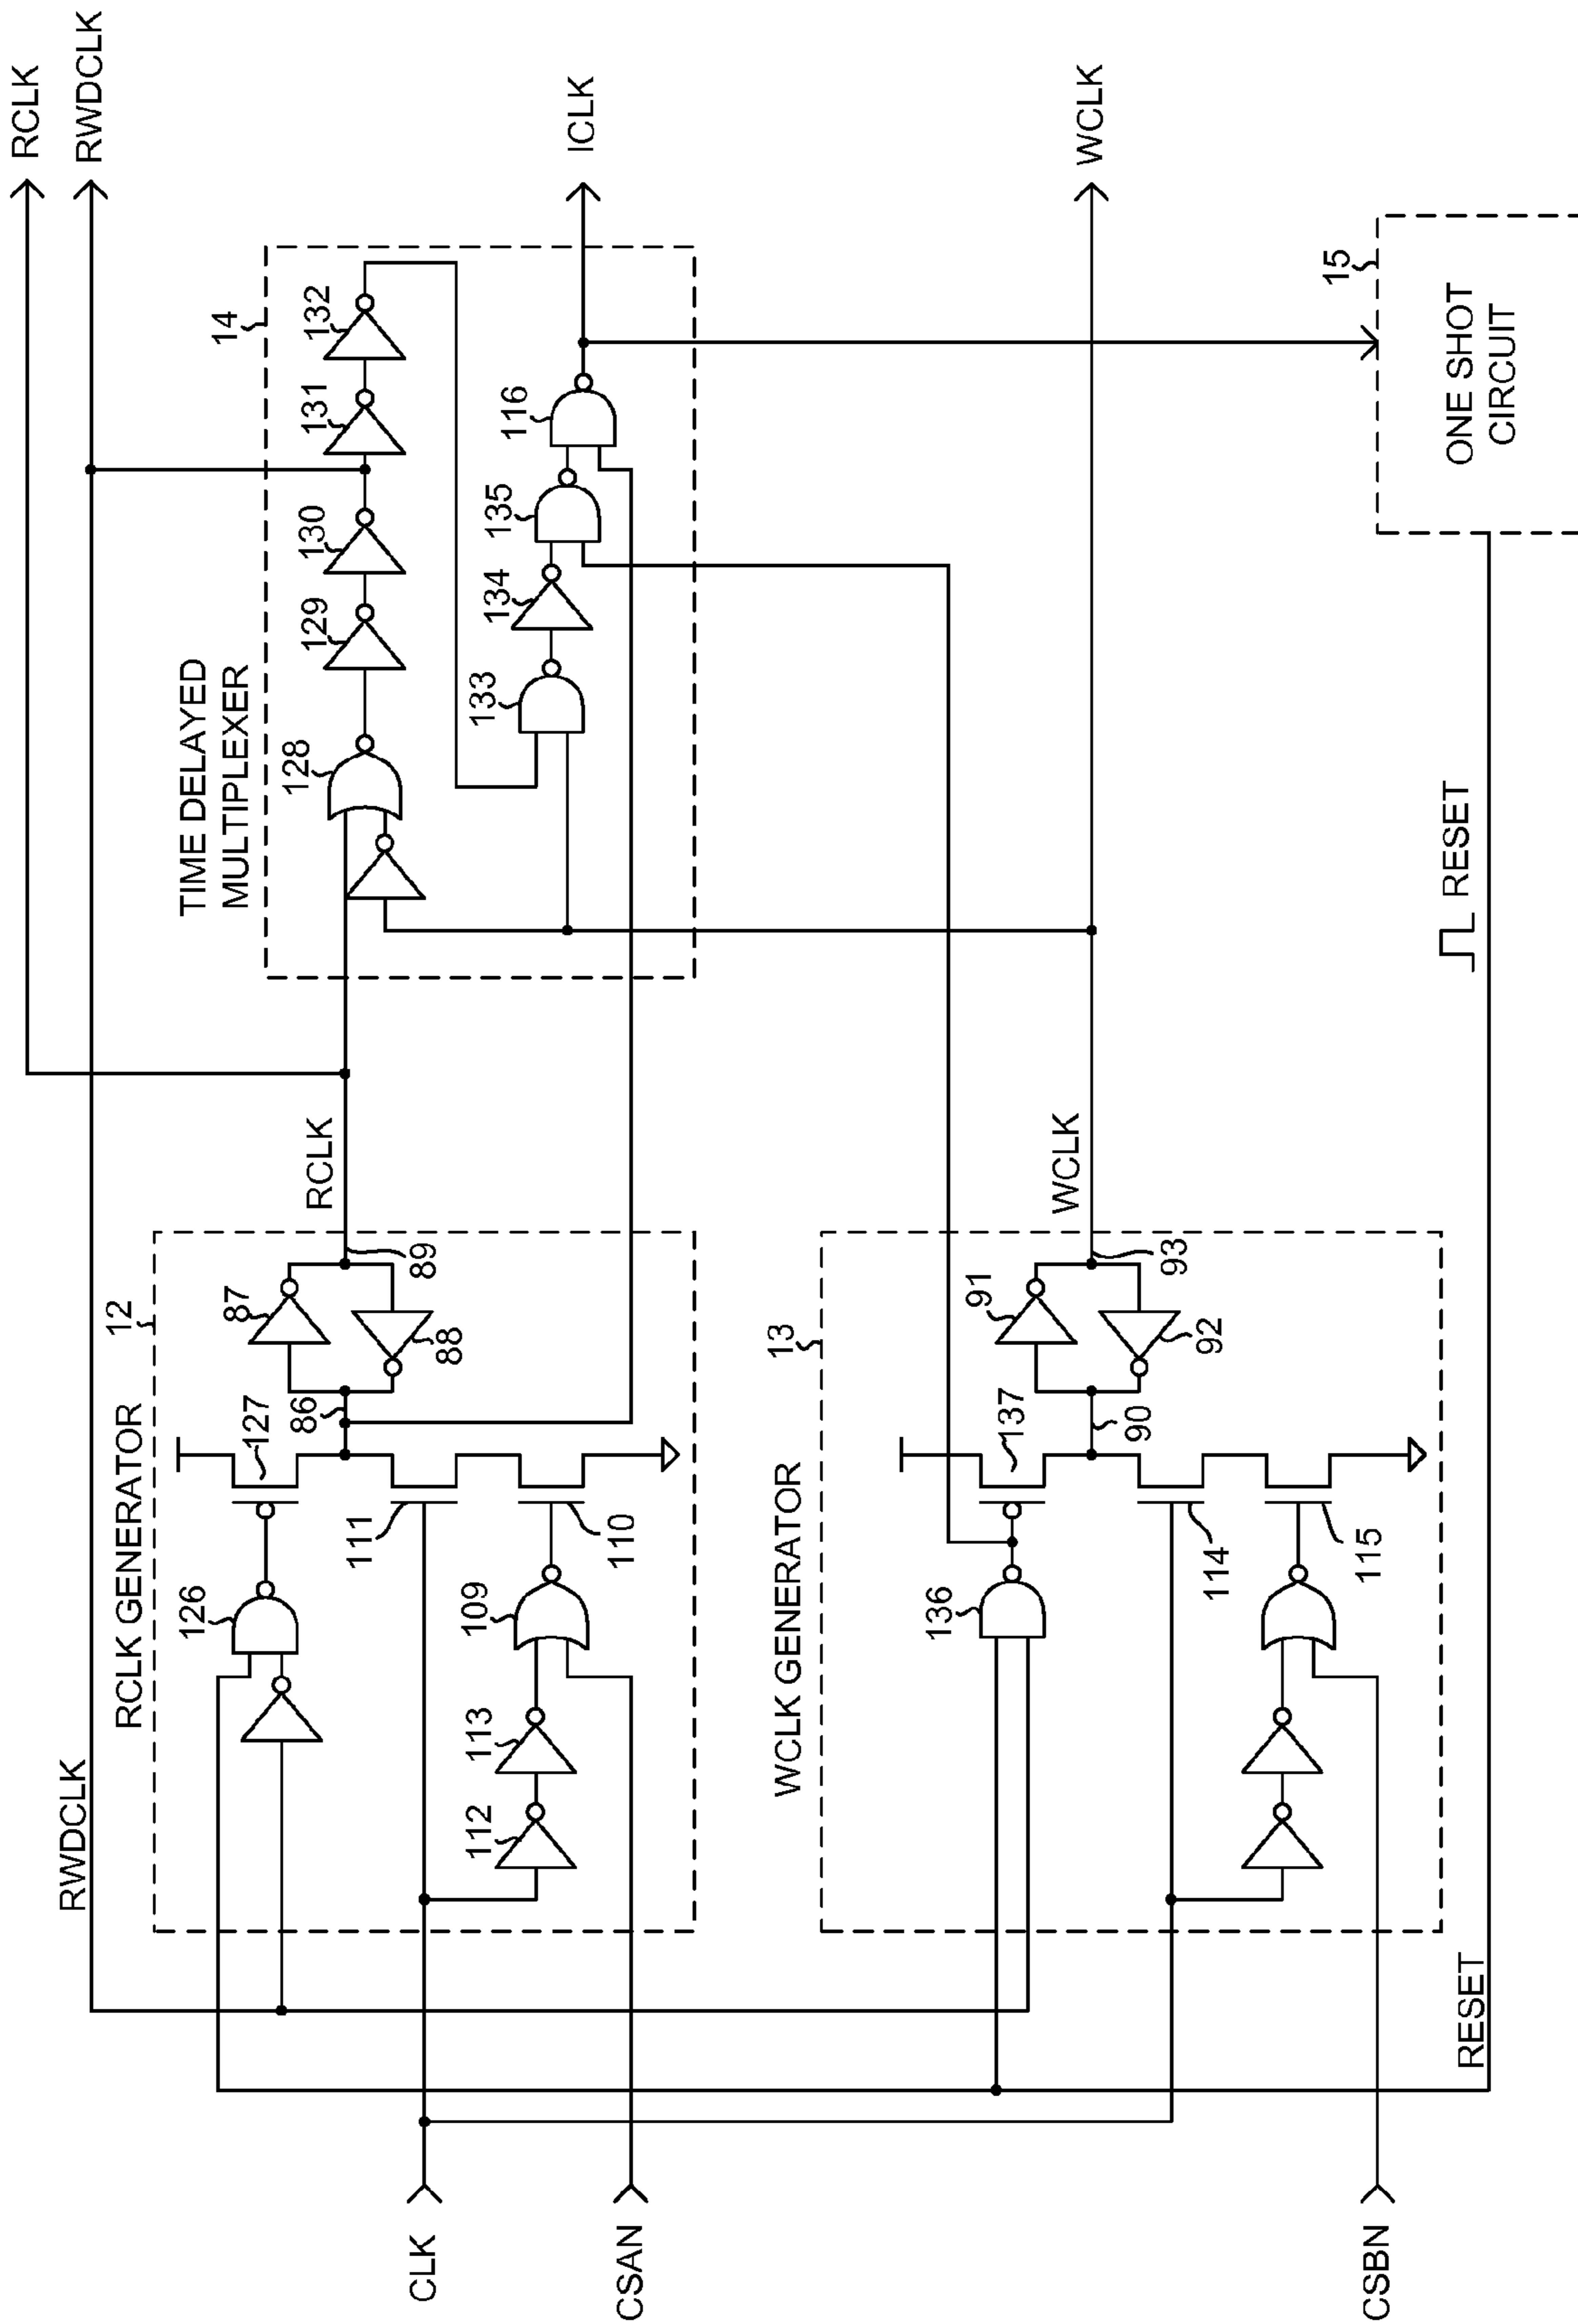 RCLK
RWDCLK
ICLK
WCLK
TIME DELAYED
MULTIPLEXER
14
128
129
130
131
132
133
134
135
116
15
ONE SHOT
CIRCUIT
RESET
RCLK
WCLK
RCLK GENERATOR
12
126
127
86
87
88
89
111
110
109
112
113
WCLK GENERATOR
13
136
137
90
91
92
93
114
115
RWDCLK
RESET
CLK
CSAN
CSBN